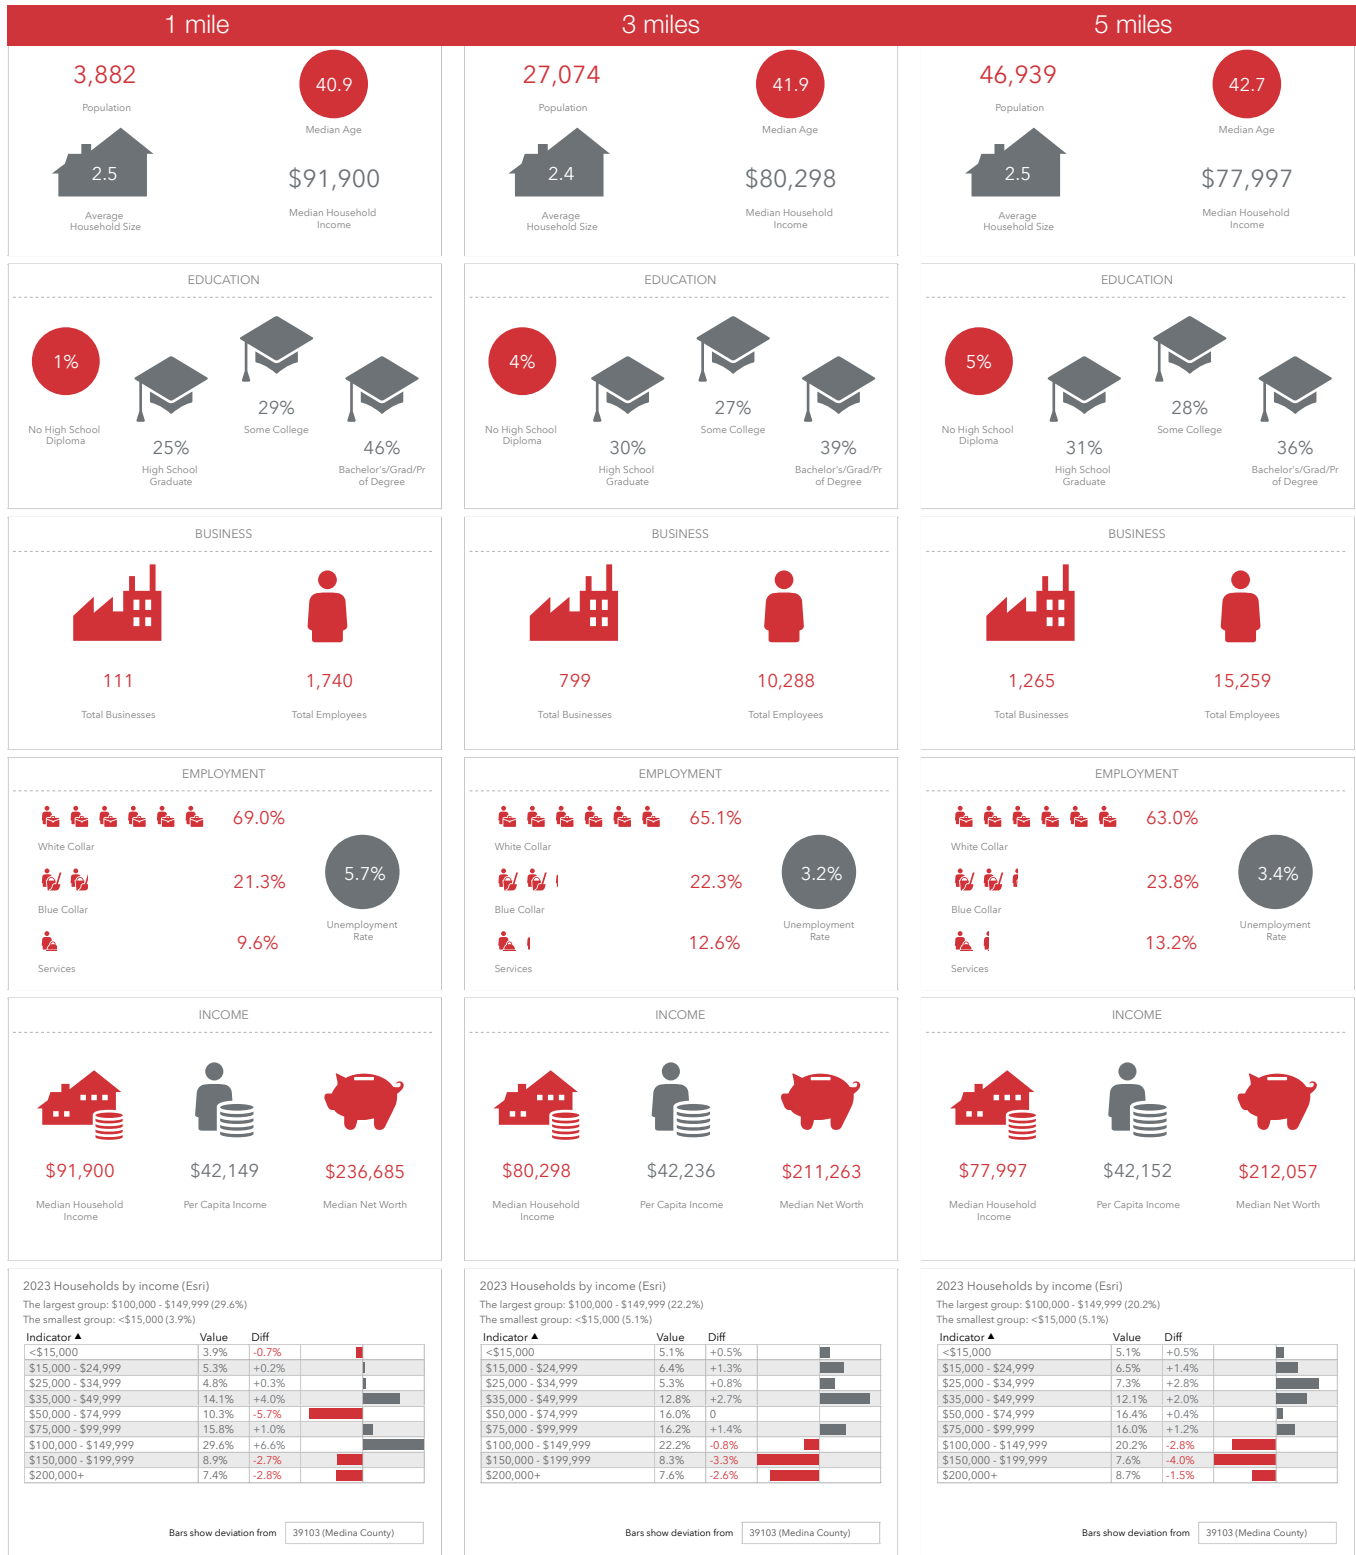 1 mile
3,882
Population
40.9
Median Age
2.5
Average
Household Size
$91,900
Median Household
Income
EDUCATION
1%
No High School
Diploma
25%
High School
Graduate
29%
Some College
46%
Bachelor's/Grad/Pr
of Degree
BUSINESS
111
Total Businesses
1,740
Total Employees
EMPLOYMENT
69.0%
White Collar
21.3%
Blue Collar
9.6%
Services
5.7%
Unemployment
Rate
INCOME
$91,900
Median Household
Income
$42,149
Per Capita Income
$236,685
Median Net Worth
2023 Households by income (Esri)
The largest group: $100,000 - $149,999 (29.6%)
The smallest group: <$15,000 (3.9%)
Indicator ▲ Value Diff
<$15,000 3.9% -0.7%
$15,000 - $24,999 5.3% +0.2%
$25,000 - $34,999 4.8% +0.3%
$35,000 - $49,999 14.1% +4.0%
$50,000 - $74,999 10.3% -5.7%
$75,000 - $99,999 15.8% +1.0%
$100,000 - $149,999 29.6% +6.6%
$150,000 - $199,999 8.9% -2.7%
$200,000+ 7.4% -2.8%
Bars show deviation from 39103 (Medina County)
3 miles
27,074
Population
41.9
Median Age
2.4
Average
Household Size
$80,298
Median Household
Income
EDUCATION
4%
No High School
Diploma
30%
High School
Graduate
27%
Some College
39%
Bachelor's/Grad/Pr
of Degree
BUSINESS
799
Total Businesses
10,288
Total Employees
EMPLOYMENT
65.1%
White Collar
22.3%
Blue Collar
12.6%
Services
3.2%
Unemployment
Rate
INCOME
$80,298
Median Household
Income
$42,236
Per Capita Income
$211,263
Median Net Worth
2023 Households by income (Esri)
The largest group: $100,000 - $149,999 (22.2%)
The smallest group: <$15,000 (5.1%)
Indicator ▲ Value Diff
<$15,000 5.1% +0.5%
$15,000 - $24,999 6.4% +1.3%
$25,000 - $34,999 5.3% +0.8%
$35,000 - $49,999 12.8% +2.7%
$50,000 - $74,999 16.0% 0
$75,000 - $99,999 16.2% +1.4%
$100,000 - $149,999 22.2% -0.8%
$150,000 - $199,999 8.3% -3.3%
$200,000+ 7.6% -2.6%
Bars show deviation from 39103 (Medina County)
5 miles
46,939
Population
42.7
Median Age
2.5
Average
Household Size
$77,997
Median Household
Income
EDUCATION
5%
No High School
Diploma
31%
High School
Graduate
28%
Some College
36%
Bachelor's/Grad/Pr
of Degree
BUSINESS
1,265
Total Businesses
15,259
Total Employees
EMPLOYMENT
63.0%
White Collar
23.8%
Blue Collar
13.2%
Services
3.4%
Unemployment
Rate
INCOME
$77,997
Median Household
Income
$42,152
Per Capita Income
$212,057
Median Net Worth
2023 Households by income (Esri)
The largest group: $100,000 - $149,999 (20.2%)
The smallest group: <$15,000 (5.1%)
Indicator ▲ Value Diff
<$15,000 5.1% +0.5%
$15,000 - $24,999 6.5% +1.4%
$25,000 - $34,999 7.3% +2.8%
$35,000 - $49,999 12.1% +2.0%
$50,000 - $74,999 16.4% +0.4%
$75,000 - $99,999 16.0% +1.2%
$100,000 - $149,999 20.2% -2.8%
$150,000 - $199,999 7.6% -4.0%
$200,000+ 8.7% -1.5%
Bars show deviation from 39103 (Medina County)